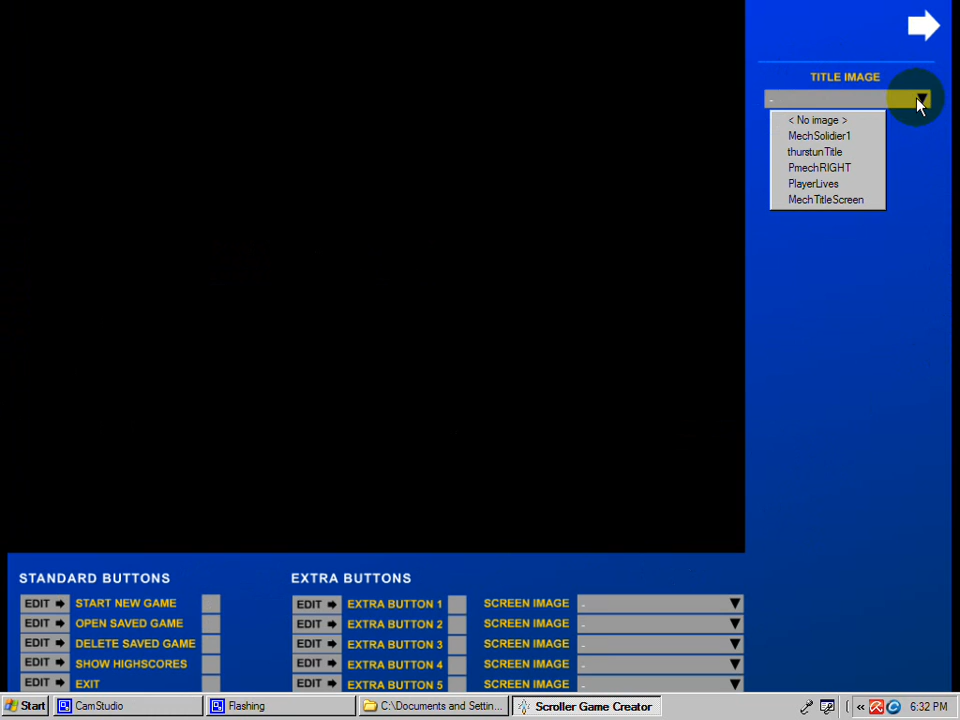 TITLE IMAGE
-
< No image >
MechSolidier1
thurstunTitle
PmechRIGHT
PlayerLives
MechTitleScreen
STANDARD BUTTONS
EDIT START NEW GAME
EDIT OPEN SAVED GAME
EDIT DELETE SAVED GAME
EDIT SHOW HIGHSCORES
EDIT EXIT
EXTRA BUTTONS
EDIT EXTRA BUTTON 1 SCREEN IMAGE -
EDIT EXTRA BUTTON 2 SCREEN IMAGE -
EDIT EXTRA BUTTON 3 SCREEN IMAGE -
EDIT EXTRA BUTTON 4 SCREEN IMAGE -
EDIT EXTRA BUTTON 5 SCREEN IMAGE -
Start CamStudio Flashing C:\Documents and Settin... Scroller Game Creator « 6:32 PM